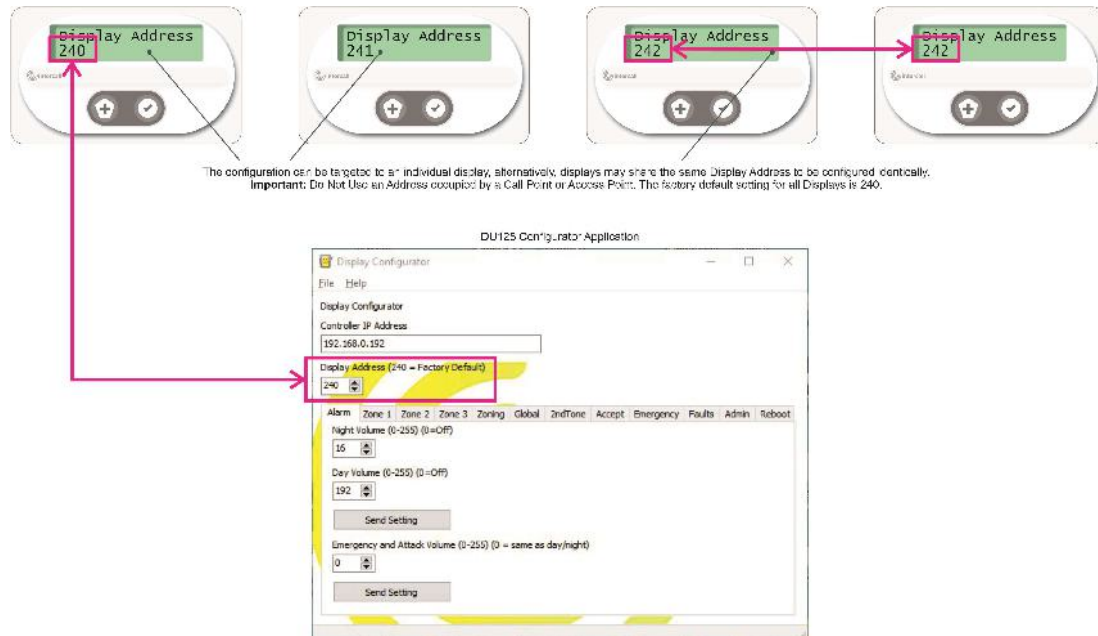 Display Address
240
Display Address
241
Display Address
242
Display Address
242
intercall
intercall
intercall
intercall
The configuration can be targeted to an individual display, alternatively, displays may share the same Display Address to be configured identically.
Important: Do Not Use an Address occupied by a Call Point or Access Point. The factory default setting for all Displays is 240.
DU125 Configurator Application
Display Configurator
File Help
Display Configurator
Controller IP Address
192.168.0.192
Display Address (240 = Factory Default)
240
Alarm Zone 1 Zone 2 Zone 3 Zoning Global 2ndTone Accept Emergency Faults Admin Reboot
Night Volume (0-255) (0=Off)
16
Day Volume (0-255) (0=Off)
192
Send Setting
Emergency and Attack Volume (0-255) (0 = same as day/night)
0
Send Setting